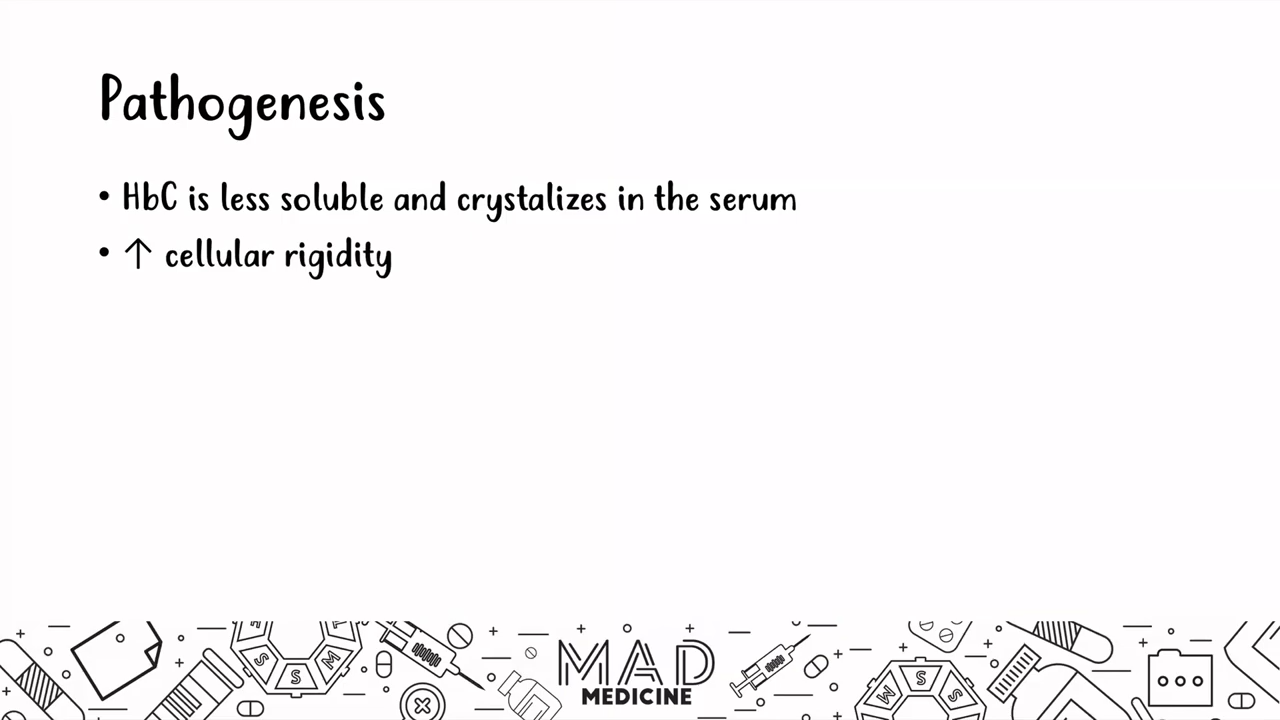 Pathogenesis
• HbC is less soluble and crystalizes in the serum
• ↑ cellular rigidity
MAD
MEDICINE